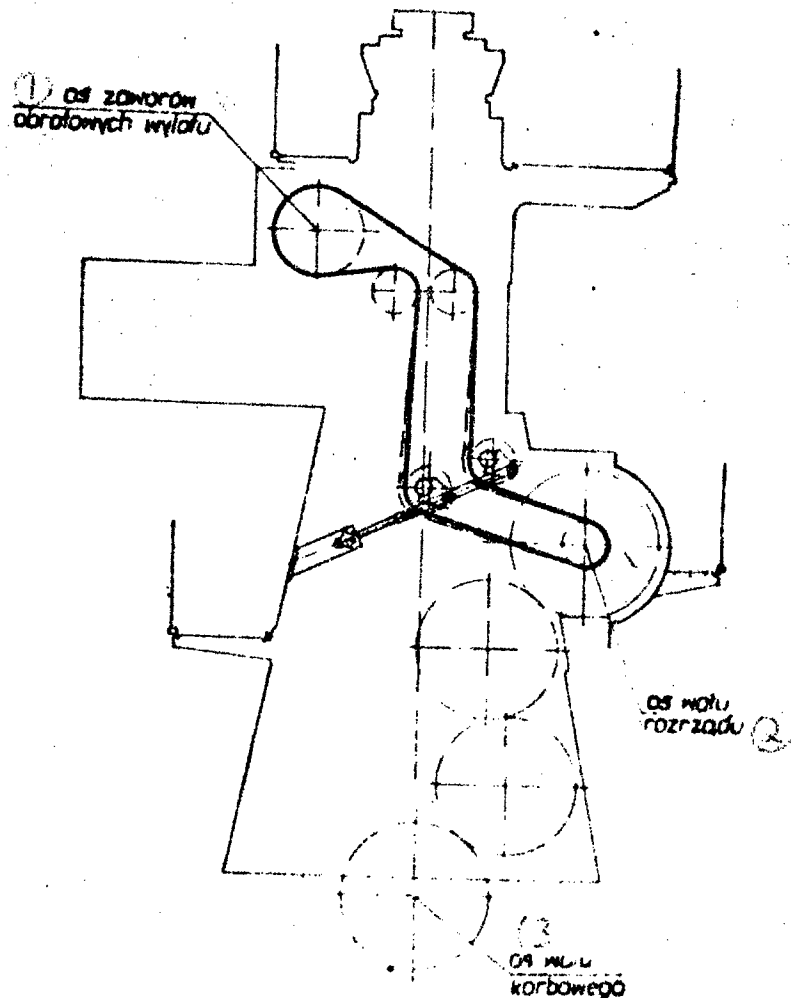 1 oś zaworów
obrotowych wylotu
oś wału
rozrządu 2
3
oś wału
korbowego